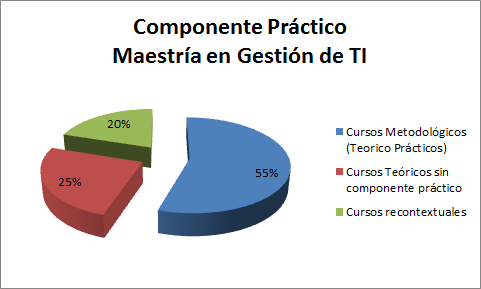 Componente Práctico
Maestría en Gestión de TI
20%
25%
55%
Cursos Metodológicos
(Teorico Prácticos)
Cursos Teóricos sin
componente práctico
Cursos recontextuales